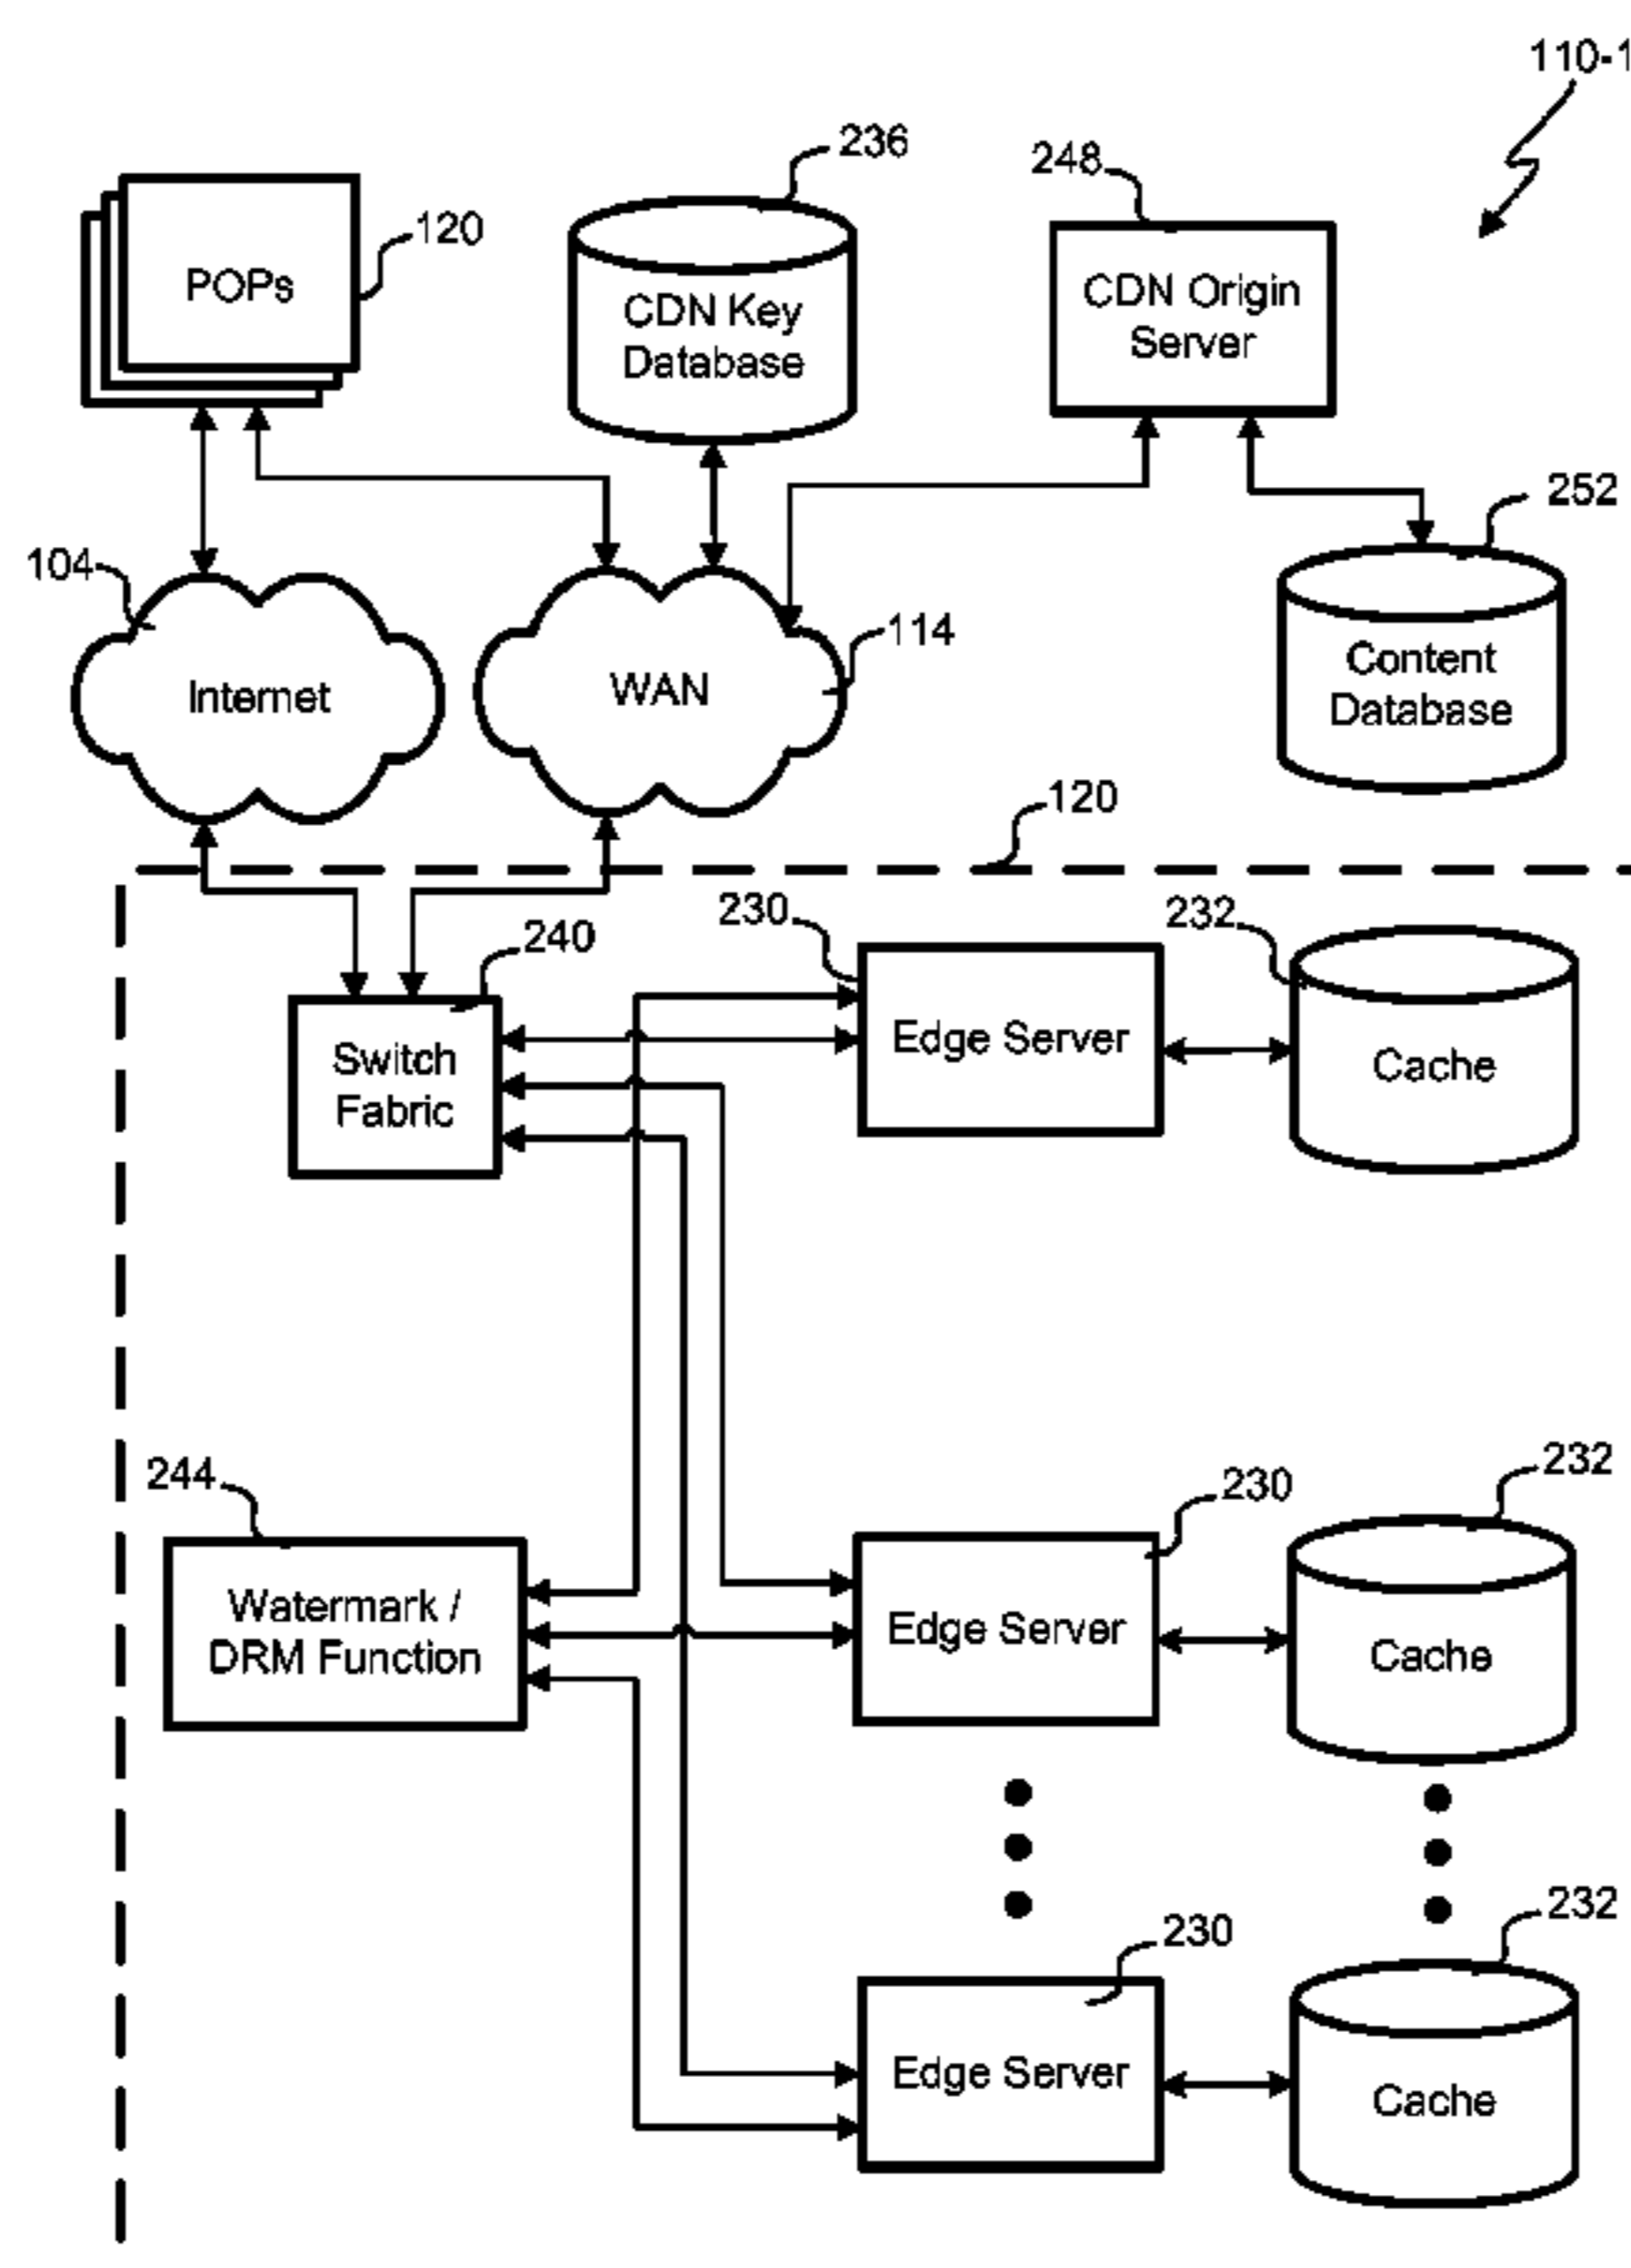 110-1
236
248
120
POPs
CDN Key
Database
CDN Origin
Server
252
104
114
Internet
WAN
Content
Database
120
230
232
240
Edge Server
Cache
Switch
Fabric
244
230
232
Watermark /
DRM Function
Edge Server
Cache
230
232
Edge Server
Cache